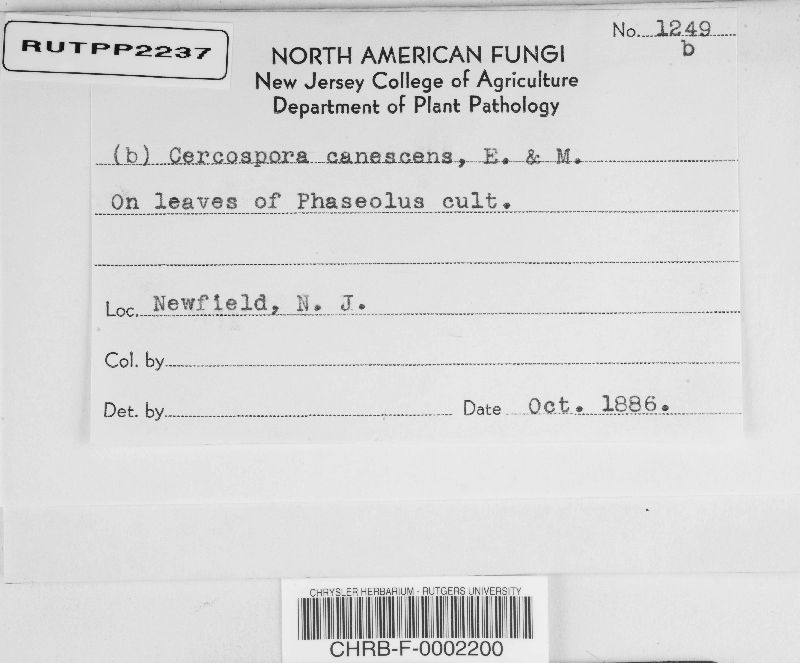 RUTPP2237
No. 1249
b
NORTH AMERICAN FUNGI
New Jersey College of Agriculture
Department of Plant Pathology
(b) Cercospora canescens, E. & M.
On leaves of Phaseolus cult.
Loc. Newfield, N. J.
Col. by
Det. by Date Oct. 1886.
CHRYSLER HERBARIUM - RUTGERS UNIVERSITY
CHRB-F-0002200